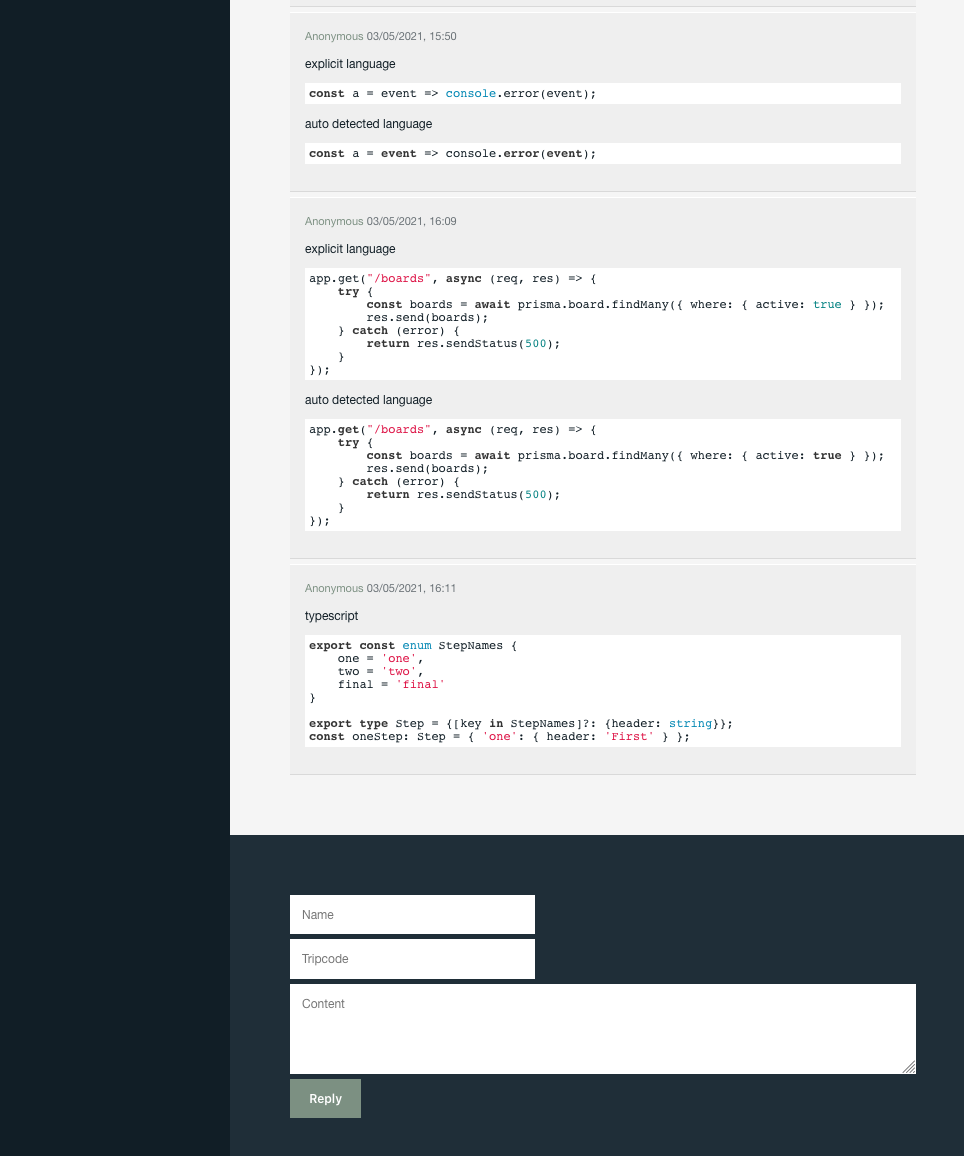 Anonymous 03/05/2021, 15:50
explicit language
const a = event => console.error(event);
auto detected language
const a = event => console.error(event);
Anonymous 03/05/2021, 16:09
explicit language
app.get("/boards", async (req, res) => {
    try {
        const boards = await prisma.board.findMany({ where: { active: true } });
        res.send(boards);
    } catch (error) {
        return res.sendStatus(500);
    }
});
auto detected language
app.get("/boards", async (req, res) => {
    try {
        const boards = await prisma.board.findMany({ where: { active: true } });
        res.send(boards);
    } catch (error) {
        return res.sendStatus(500);
    }
});
Anonymous 03/05/2021, 16:11
typescript
export const enum StepNames {
    one = 'one',
    two = 'two',
    final = 'final'
}
export type Step = {[key in StepNames]?: {header: string}};
const oneStep: Step = { 'one': { header: 'First' } };
Name
Tripcode
Content
Reply